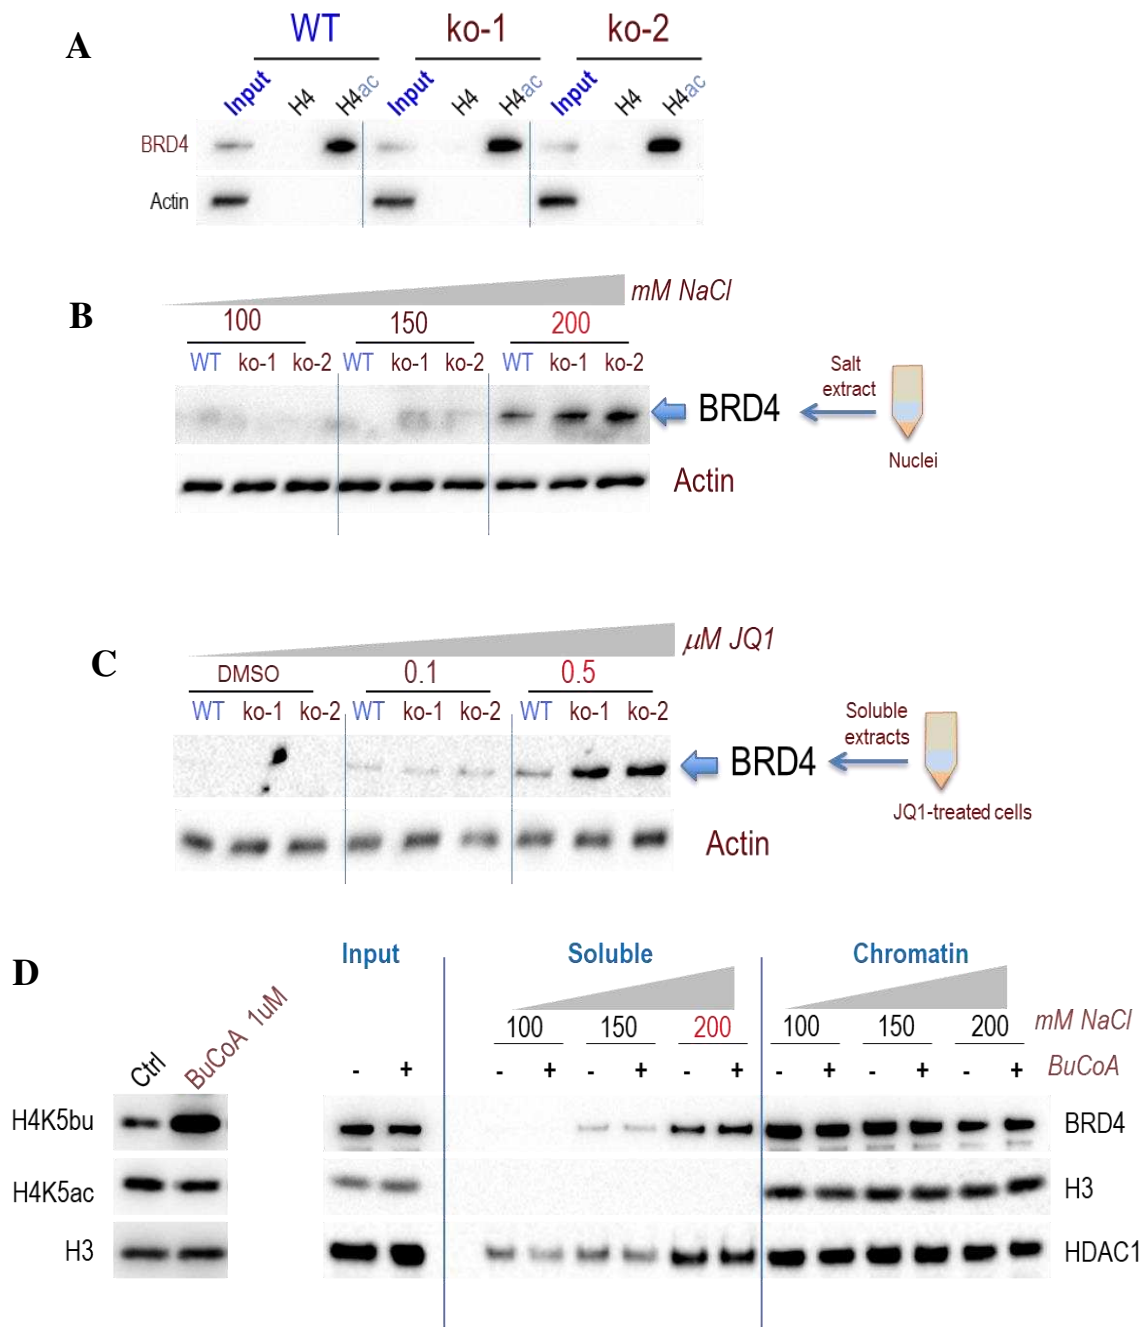 A
WT ko-1 ko-2
Input H4 H4ac Input H4 H4ac Input H4 H4ac
BRD4
Actin
B
mM NaCl
100 150 200
WT ko-1 ko-2 WT ko-1 ko-2 WT ko-1 ko-2
BRD4
Salt
extract
Nuclei
Actin
C
µM JQ1
DMSO 0.1 0.5
WT ko-1 ko-2 WT ko-1 ko-2 WT ko-1 ko-2
BRD4
Soluble
extracts
JQ1-treated cells
Actin
D
Input Soluble Chromatin
Ctrl BuCoA 1uM
100 150 200 100 150 200 mM NaCl
- + - + - + - + - + - + - + BuCoA
H4K5bu BRD4
H4K5ac H3
H3 HDAC1